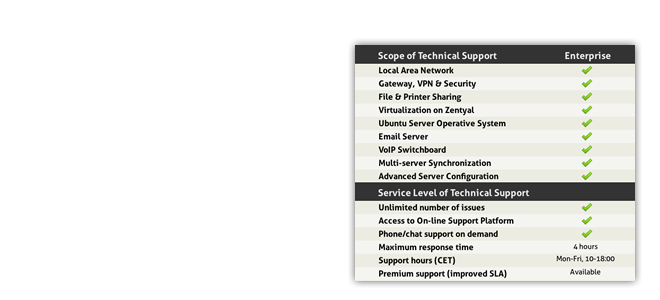 Scope of Technical Support Enterprise
Local Area Network
Gateway, VPN & Security
File & Printer Sharing
Virtualization on Zentyal
Ubuntu Server Operative System
Email Server
VoIP Switchboard
Multi-server Synchronization
Advanced Server Configuration
Service Level of Technical Support
Unlimited number of issues
Access to On-line Support Platform
Phone/chat support on demand
Maximum response time 4 hours
Support hours (CET) Mon-Fri, 10-18:00
Premium support (improved SLA) Available